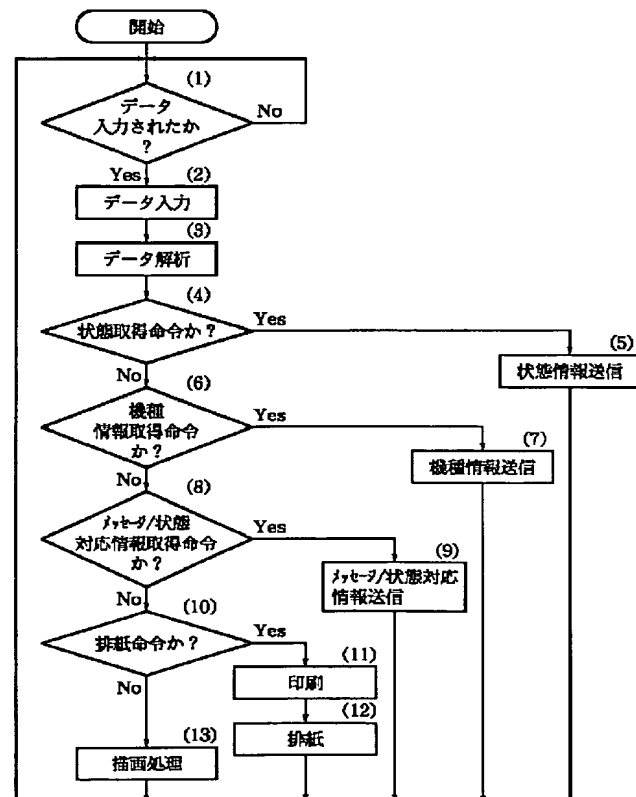 開始
(1)
データ
入力されたか
?
No
Yes
(2)
データ入力
(3)
データ解析
(4)
状態取得命令か?
Yes
(5)
状態情報送信
No
(6)
機種
情報取得命令
か?
Yes
(7)
機種情報送信
No
(8)
メッセージ/状態
対応情報取得命令
か?
Yes
(9)
メッセージ/状態対応
情報送信
No
(10)
排紙命令か?
Yes
(11)
印刷
(12)
排紙
No
(13)
描画処理